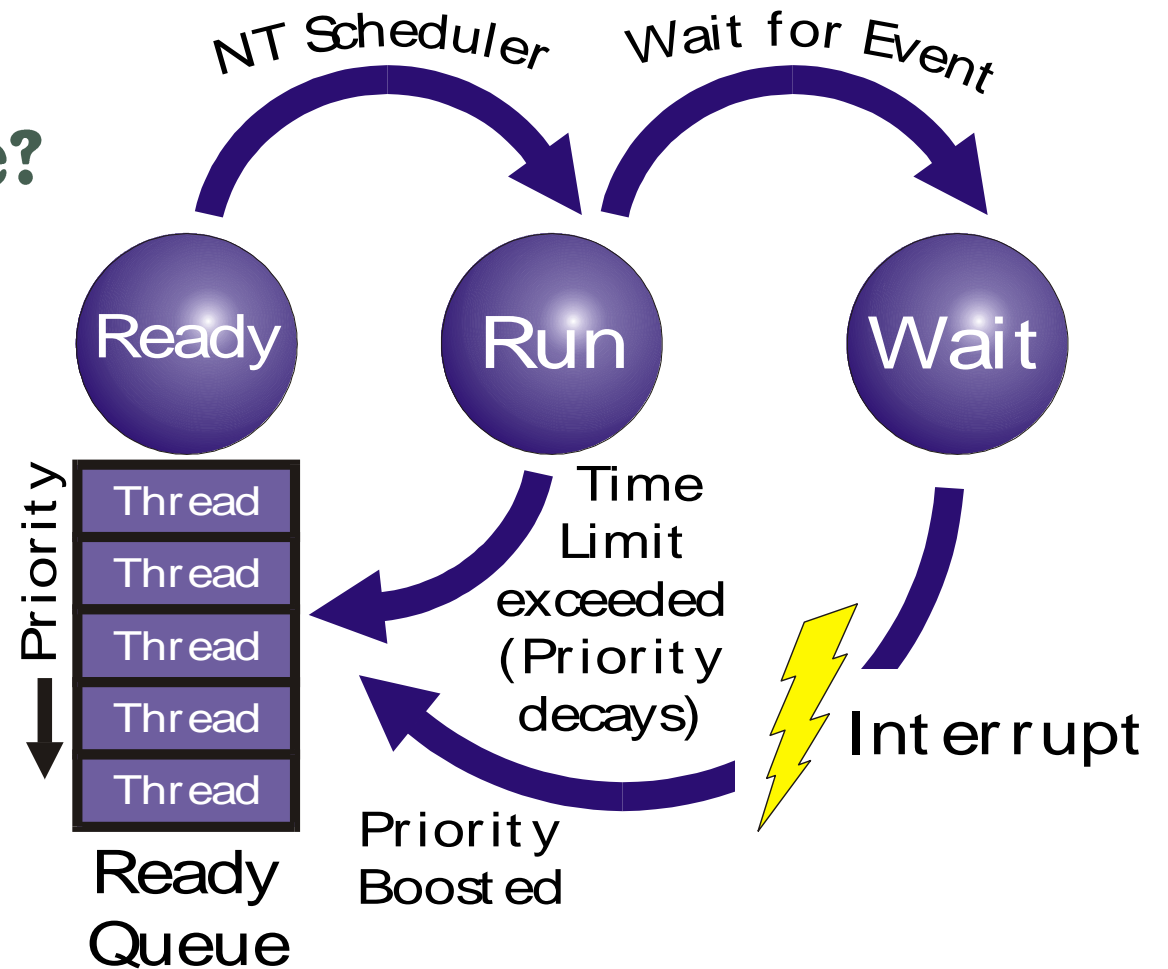 NT Scheduler
Wait for Event
e?
Ready
Run
Wait
Priority
Thread
Thread
Thread
Thread
Thread
Ready
Queue
Time
Limit
exceeded
(Priority
decays)
Interrupt
Priority
Boosted